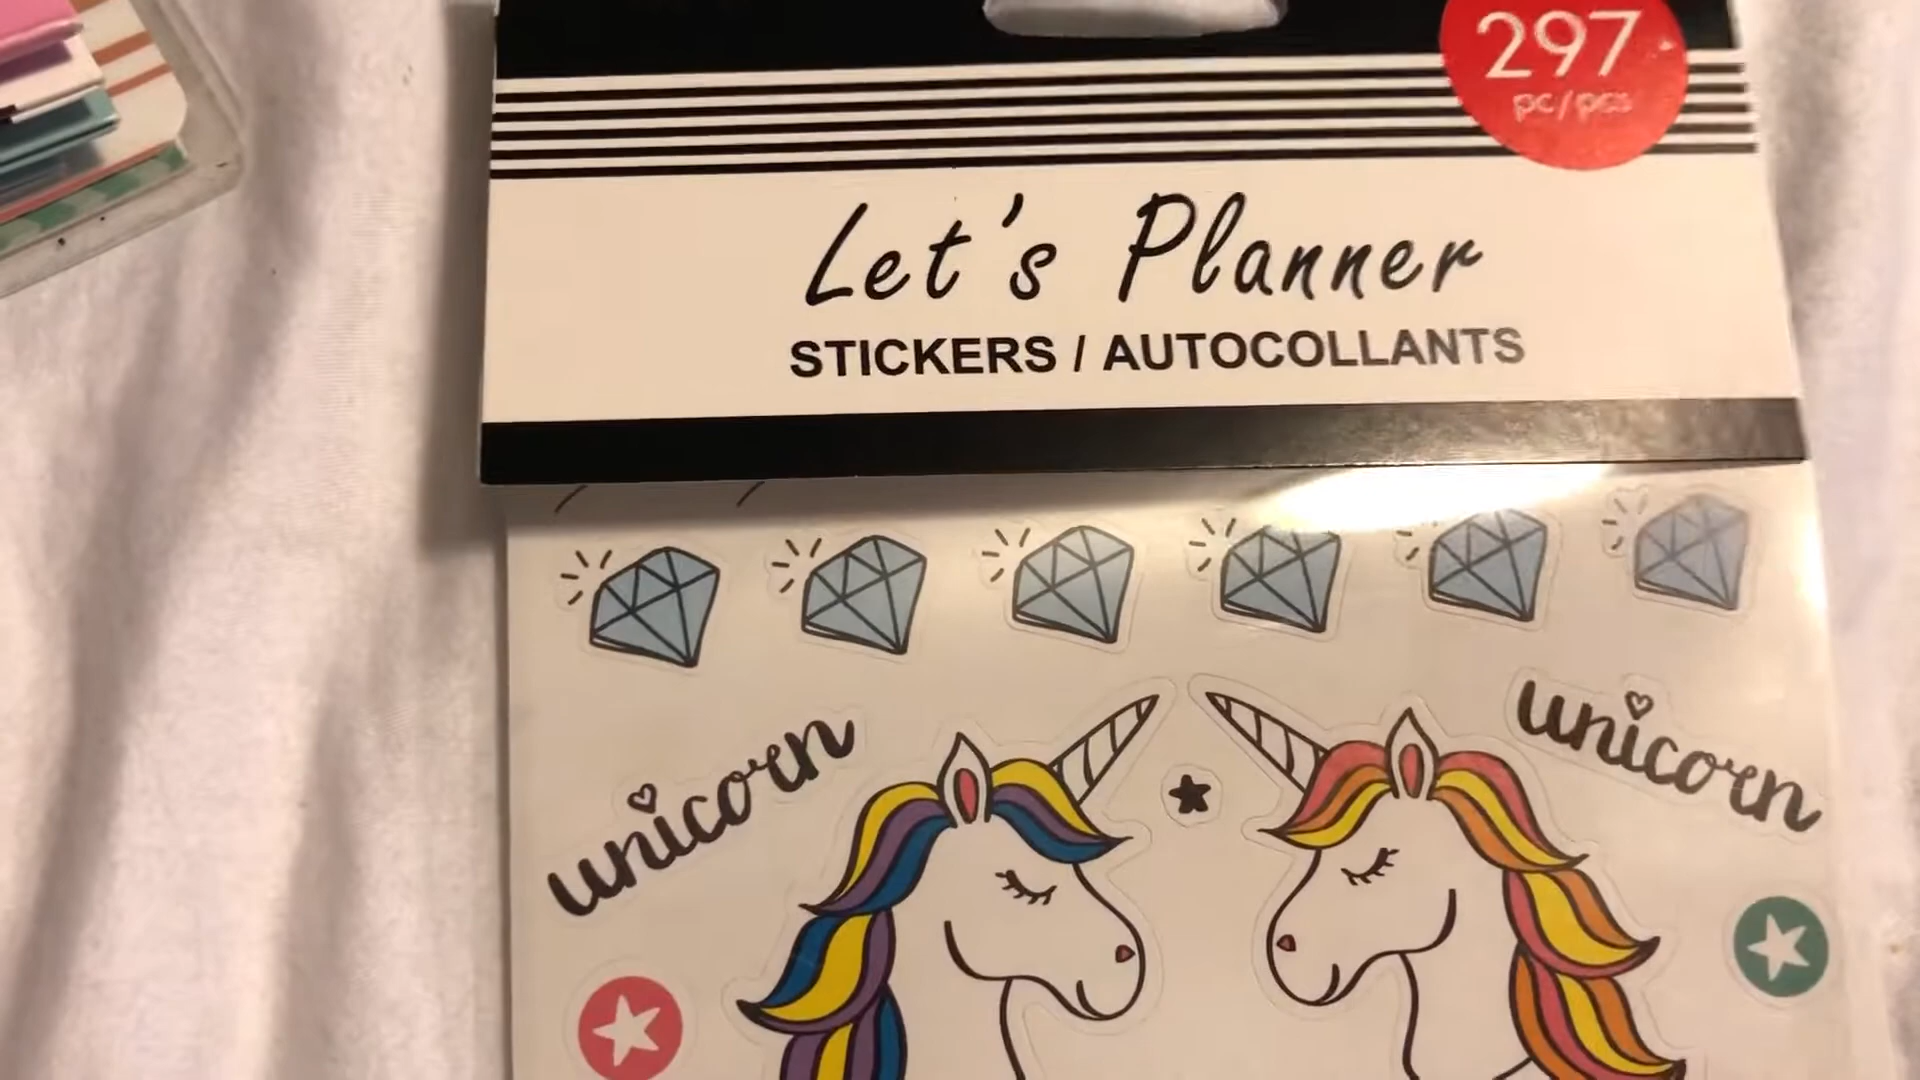 297
pc/pcs
Let's Planner
STICKERS / AUTOCOLLANTS
unicorn
unicorn